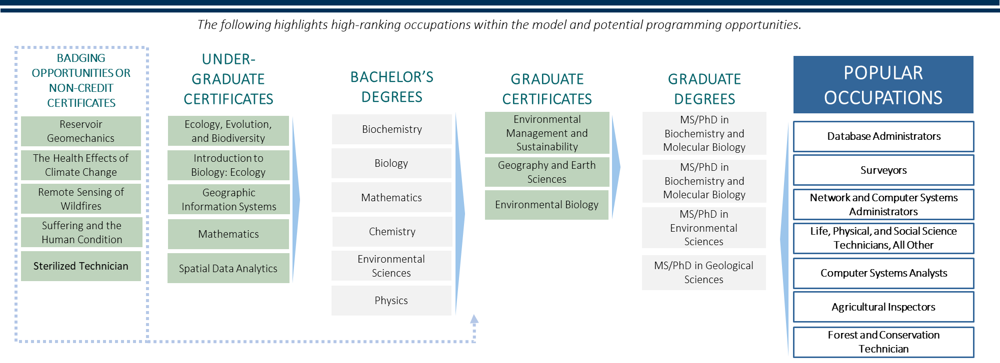 The following highlights high-ranking occupations within the model and potential programming opportunities.
BADGING
OPPORTUNITIES OR
NON-CREDIT
CERTIFICATES
Reservoir
Geomechanics
The Health Effects of
Climate Change
Remote Sensing of
Wildfires
Suffering and the
Human Condition
Sterilized Technician
UNDER-
GRADUATE
CERTIFICATES
Ecology, Evolution,
and Biodiversity
Introduction to
Biology: Ecology
Geographic
Information Systems
Mathematics
Spatial Data Analytics
BACHELOR’S
DEGREES
Biochemistry
Biology
Mathematics
Chemistry
Environmental
Sciences
Physics
GRADUATE
CERTIFICATES
Environmental
Management and
Sustainability
Geography and Earth
Sciences
Environmental Biology
GRADUATE
DEGREES
MS/PhD in
Biochemistry and
Molecular Biology
MS/PhD in
Biochemistry and
Molecular Biology
MS/PhD in
Environmental
Sciences
MS/PhD in Geological
Sciences
POPULAR
OCCUPATIONS
Database Administrators
Surveyors
Network and Computer Systems
Administrators
Life, Physical, and Social Science
Technicians, All Other
Computer Systems Analysts
Agricultural Inspectors
Forest and Conservation
Technician